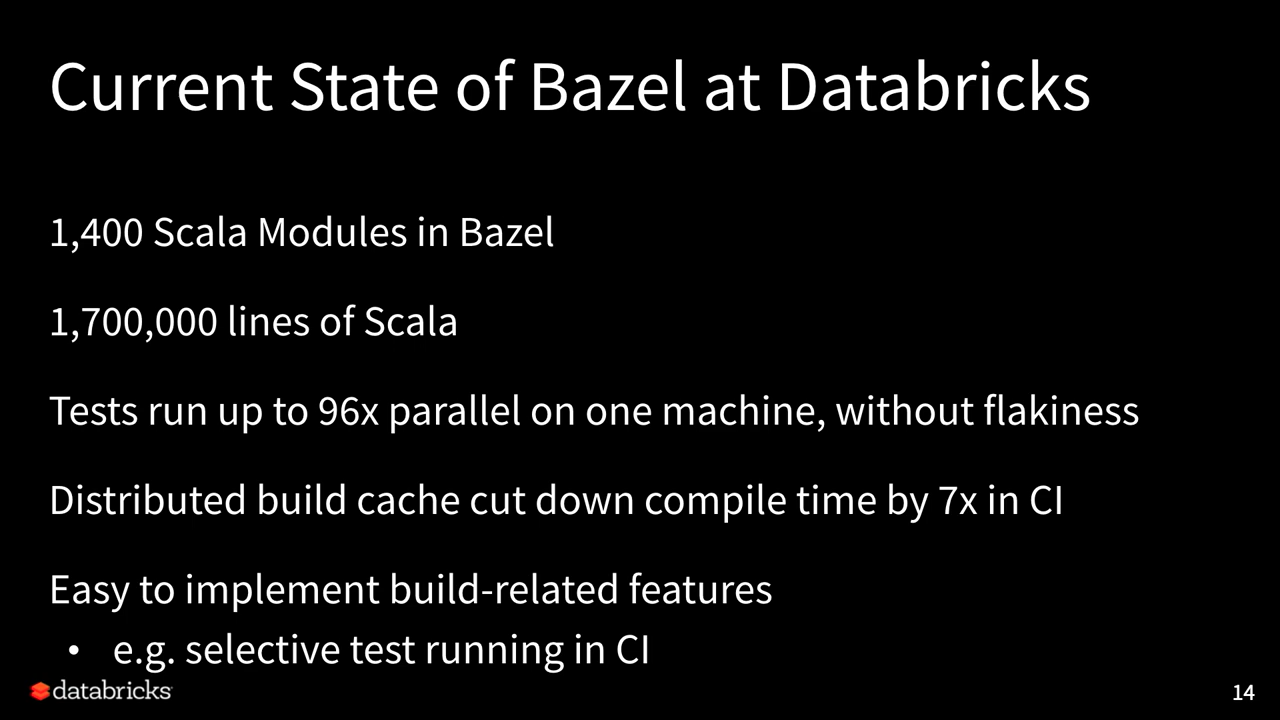 Current State of Bazel at Databricks
1,400 Scala Modules in Bazel
1,700,000 lines of Scala
Tests run up to 96x parallel on one machine, without flakiness
Distributed build cache cut down compile time by 7x in CI
Easy to implement build-related features
• e.g. selective test running in CI
databricks
14